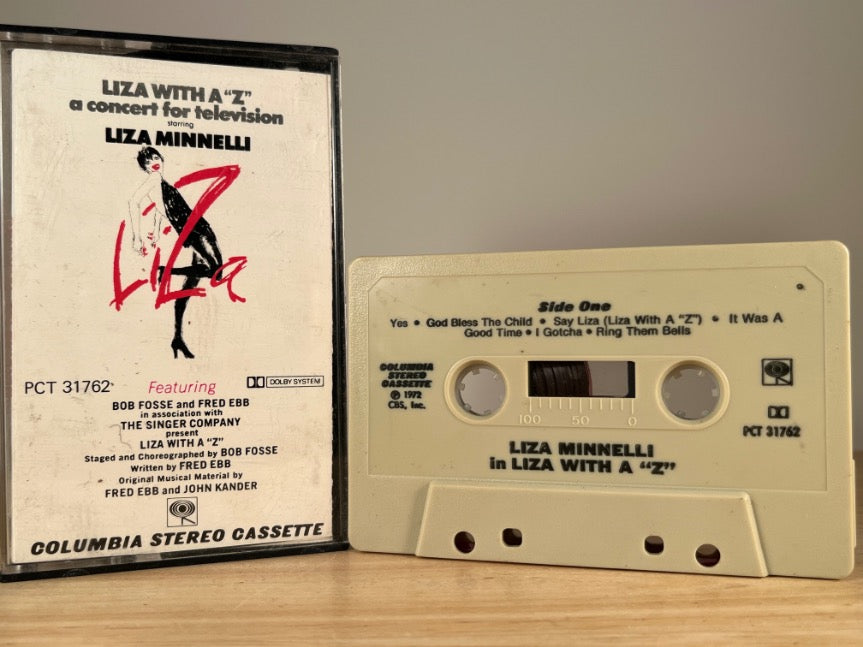 LIZA WITH A "Z"
a concert for television
starring
LIZA MINNELLI
LiZa
PCT 31762
Featuring
DOLBY SYSTEM
BOB FOSSE and FRED EBB
in association with
THE SINGER COMPANY
present
LIZA WITH A "Z"
Staged and Choreographed by BOB FOSSE
Written by FRED EBB
Original Musical Material by
FRED EBB and JOHN KANDER
COLUMBIA STEREO CASSETTE
Side One
Yes • God Bless The Child • Say Liza (Liza With A "Z") • It Was A
Good Time • I Gotcha • Ring Them Bells
COLUMBIA
STEREO
CASSETTE
℗ 1972
CBS, Inc.
100 50 0
PCT 31762
LIZA MINNELLI
in LIZA WITH A "Z"